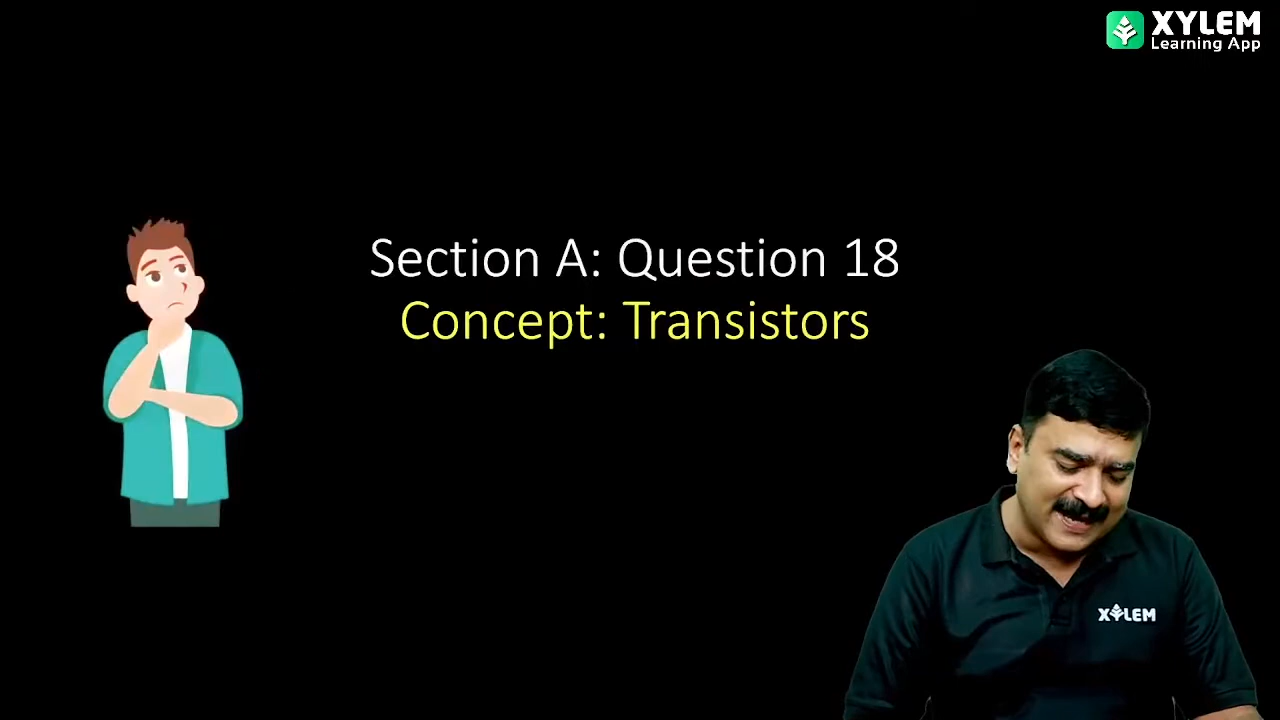 XYLEM
Learning App
Section A: Question 18
Concept: Transistors
XYLEM